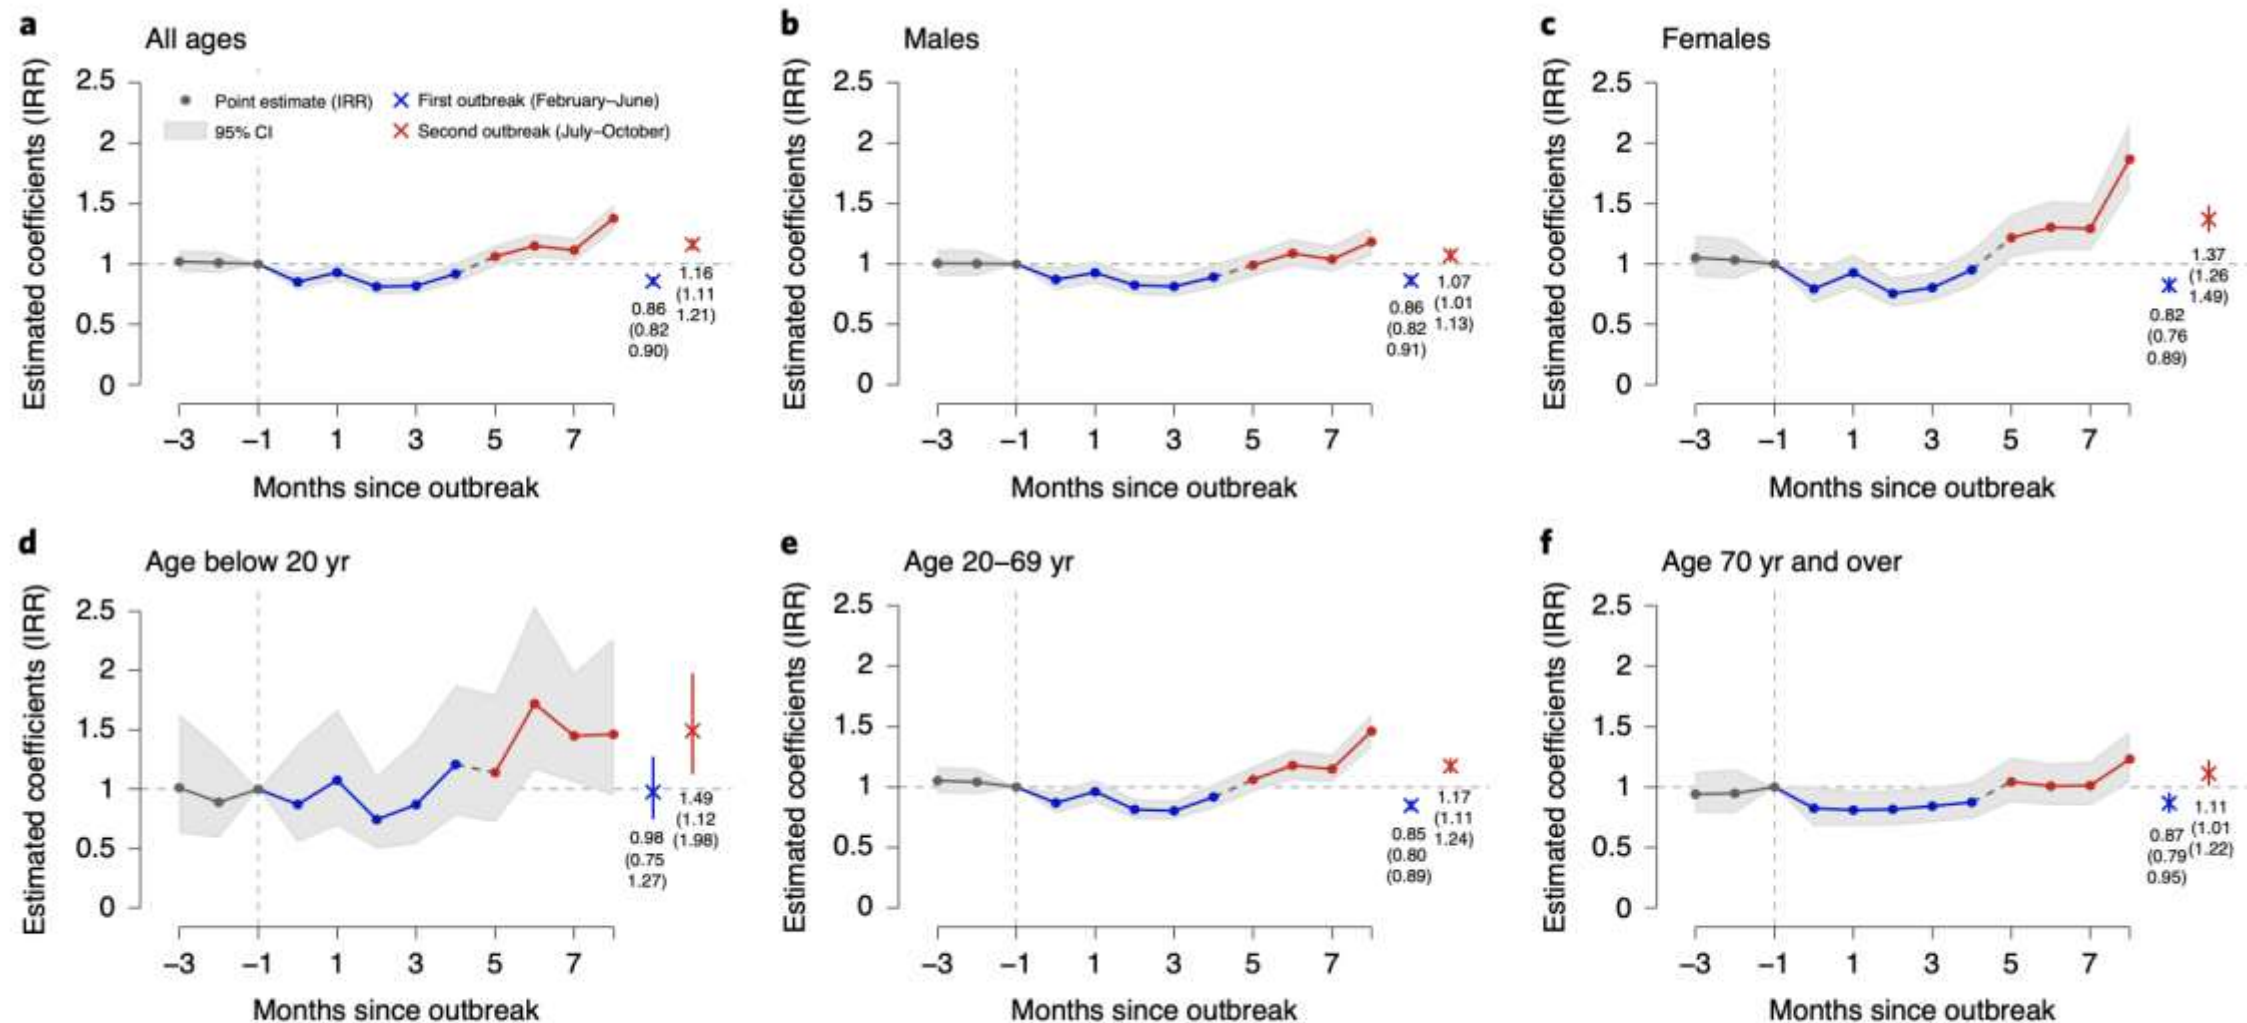 a
All ages
Estimated coefficients (IRR)
2.5
2
1.5
1
0.5
0
Point estimate (IRR)
95% CI
First outbreak (February–June)
Second outbreak (July–October)
0.86
(0.82
0.90)
1.16
(1.11
1.21)
−3 −1 1 3 5 7
Months since outbreak
b
Males
Estimated coefficients (IRR)
2.5
2
1.5
1
0.5
0
0.86
(0.82
0.91)
1.07
(1.01
1.13)
−3 −1 1 3 5 7
Months since outbreak
c
Females
Estimated coefficients (IRR)
2.5
2
1.5
1
0.5
0
0.82
(0.76
0.89)
1.37
(1.26
1.49)
−3 −1 1 3 5 7
Months since outbreak
d
Age below 20 yr
Estimated coefficients (IRR)
2.5
2
1.5
1
0.5
0
0.98
(0.75
1.27)
1.49
(1.12
(1.98)
−3 −1 1 3 5 7
Months since outbreak
e
Age 20–69 yr
Estimated coefficients (IRR)
2.5
2
1.5
1
0.5
0
0.85
(0.80
(0.89)
1.17
(1.11
1.24)
−3 −1 1 3 5 7
Months since outbreak
f
Age 70 yr and over
Estimated coefficients (IRR)
2.5
2
1.5
1
0.5
0
0.87
(0.79
0.95)
1.11
(1.01
(1.22)
−3 −1 1 3 5 7
Months since outbreak